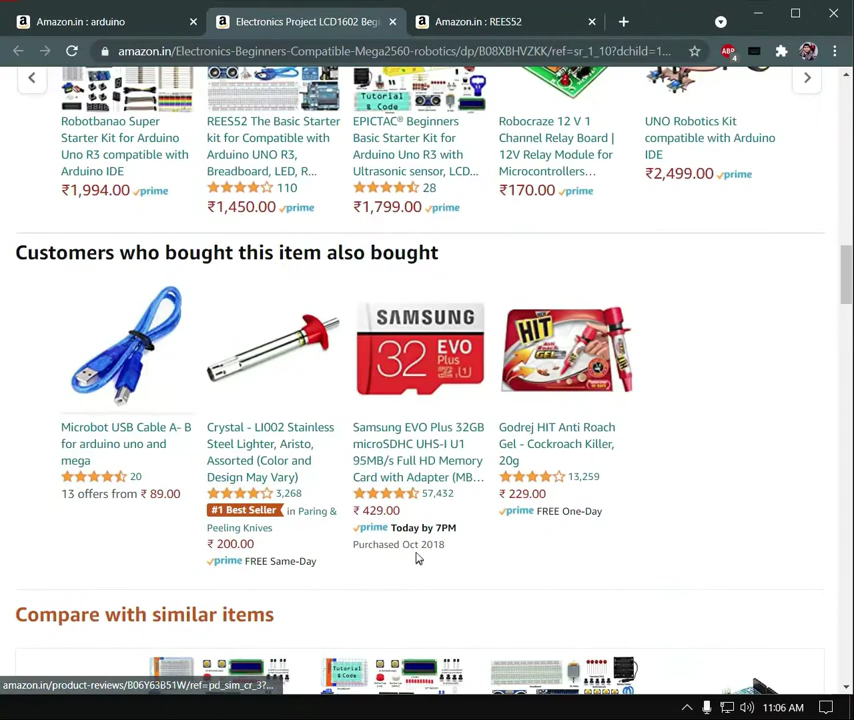 Amazon.in : arduino
Electronics Project LCD1602 Begi
Amazon.in : REES52
amazon.in/Electronics-Beginners-Compatible-Mega2560-robotics/dp/B08XBHVZKK/ref=sr_1_10?dchild=1...
ABP
4
Tutorial
& Code
Robotbanao Super
Starter Kit for Arduino
Uno R3 compatible with
Arduino IDE
₹1,994.00 prime
REES52 The Basic Starter
kit for Compatible with
Arduino UNO R3,
Breadboard, LED, R...
110
₹1,450.00 prime
EPICTAC® Beginners
Basic Starter Kit for
Arduino Uno R3 with
Ultrasonic sensor, LCD...
28
₹1,799.00 prime
Robocraze 12 V 1
Channel Relay Board |
12V Relay Module for
Microcontrollers...
₹170.00 prime
UNO Robotics Kit
compatible with Arduino
IDE
₹2,499.00 prime
Customers who bought this item also bought
SAMSUNG
32 EVO
Plus
HIT
Microbot USB Cable A- B
for arduino uno and
mega
20
13 offers from ₹ 89.00
Crystal - LI002 Stainless
Steel Lighter, Aristo,
Assorted (Color and
Design May Vary)
3,268
#1 Best Seller in Paring &
Peeling Knives
₹ 200.00
prime FREE Same-Day
Samsung EVO Plus 32GB
microSDHC UHS-I U1
95MB/s Full HD Memory
Card with Adapter (MB...
57,432
₹ 429.00
prime Today by 7PM
Purchased Oct 2018
Godrej HIT Anti Roach
Gel - Cockroach Killer,
20g
13,259
₹ 229.00
prime FREE One-Day
Compare with similar items
Tutorial
& Code
amazon.in/product-reviews/B06Y63B51W/ref=pd_sim_cr_3?...
11:06 AM